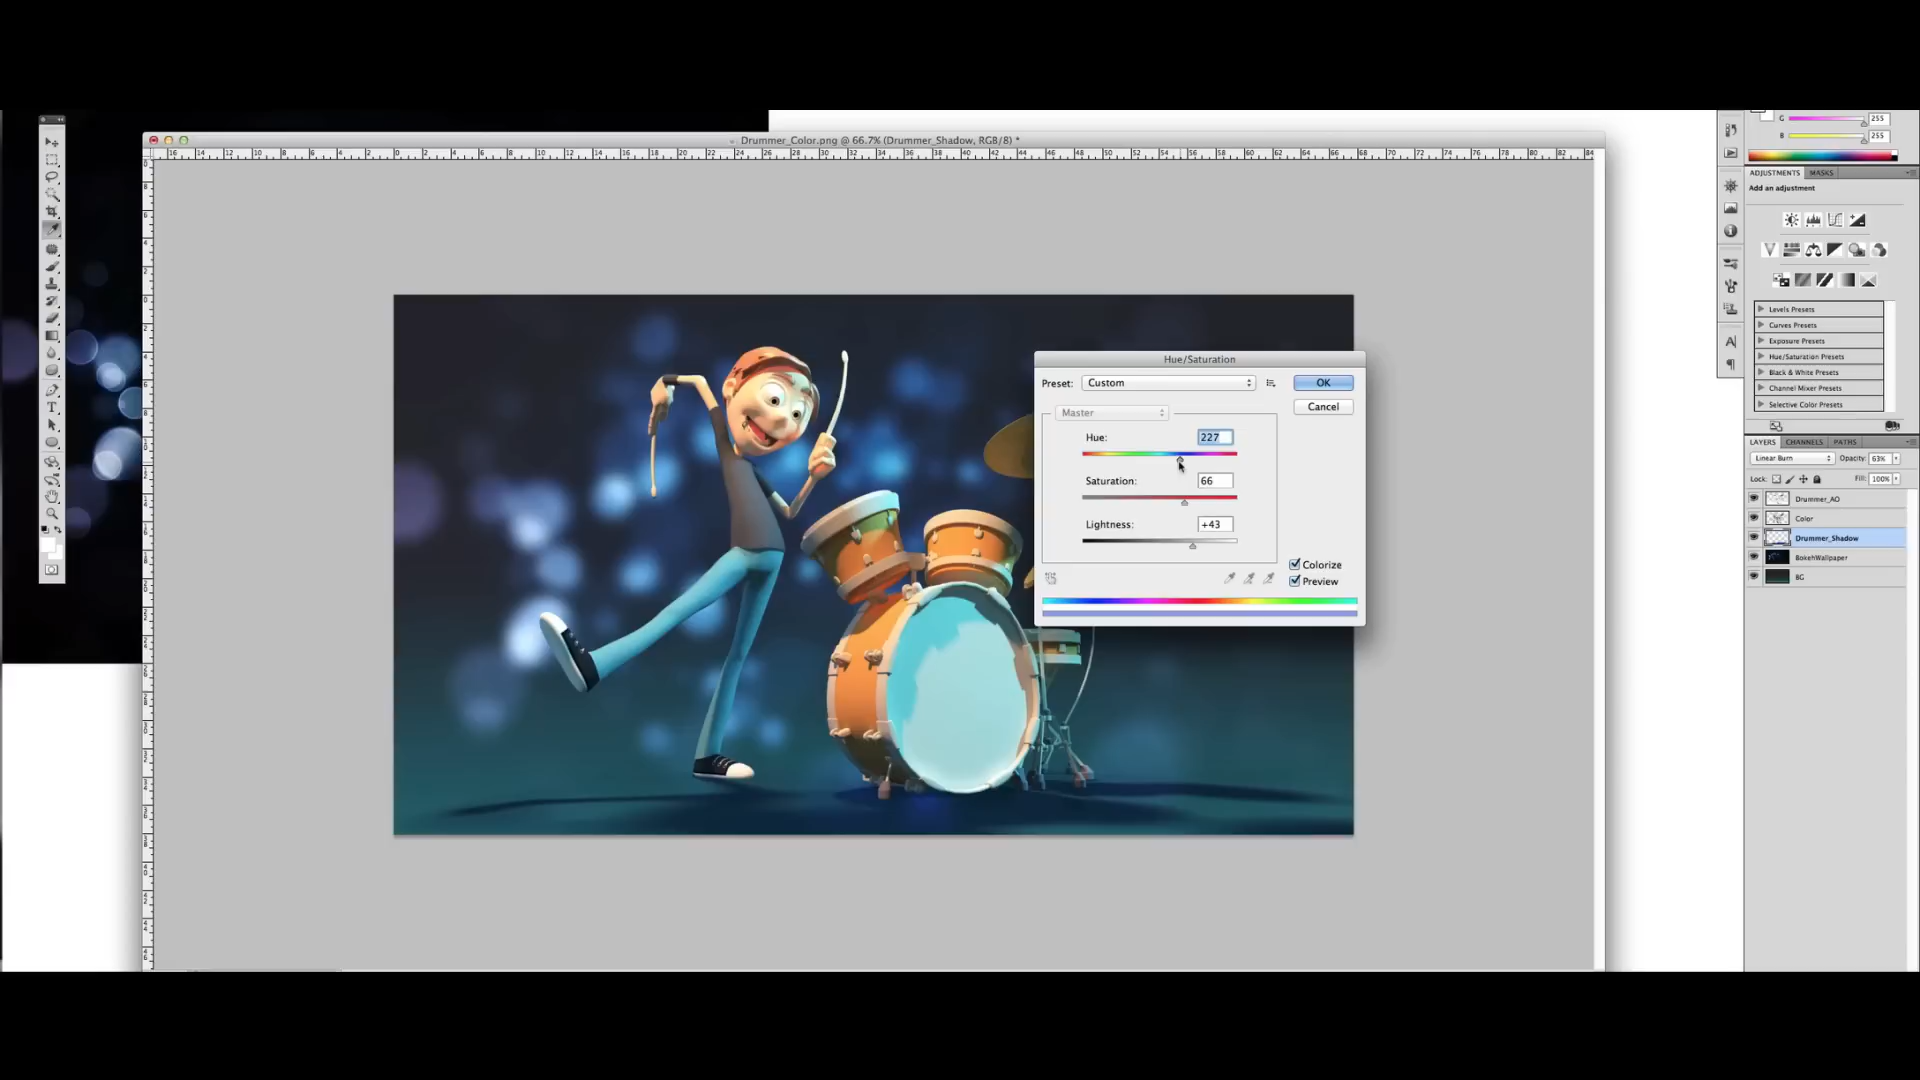 Drummer_Color.png @ 66.7% (Drummer_Shadow, RGB/8) *
G 255
B 255
ADJUSTMENTS MASKS
Add an adjustment
Levels Presets
Curves Presets
Exposure Presets
Hue/Saturation Presets
Black & White Presets
Channel Mixer Presets
Selective Color Presets
Hue/Saturation
Preset: Custom
OK
Cancel
Master
Hue: 227
Saturation: 66
Lightness: +43
Colorize
Preview
LAYERS CHANNELS PATHS
Linear Burn Opacity: 63%
Lock: Fill: 100%
Drummer_AO
Color
Drummer_Shadow
BokehWallpaper
BG